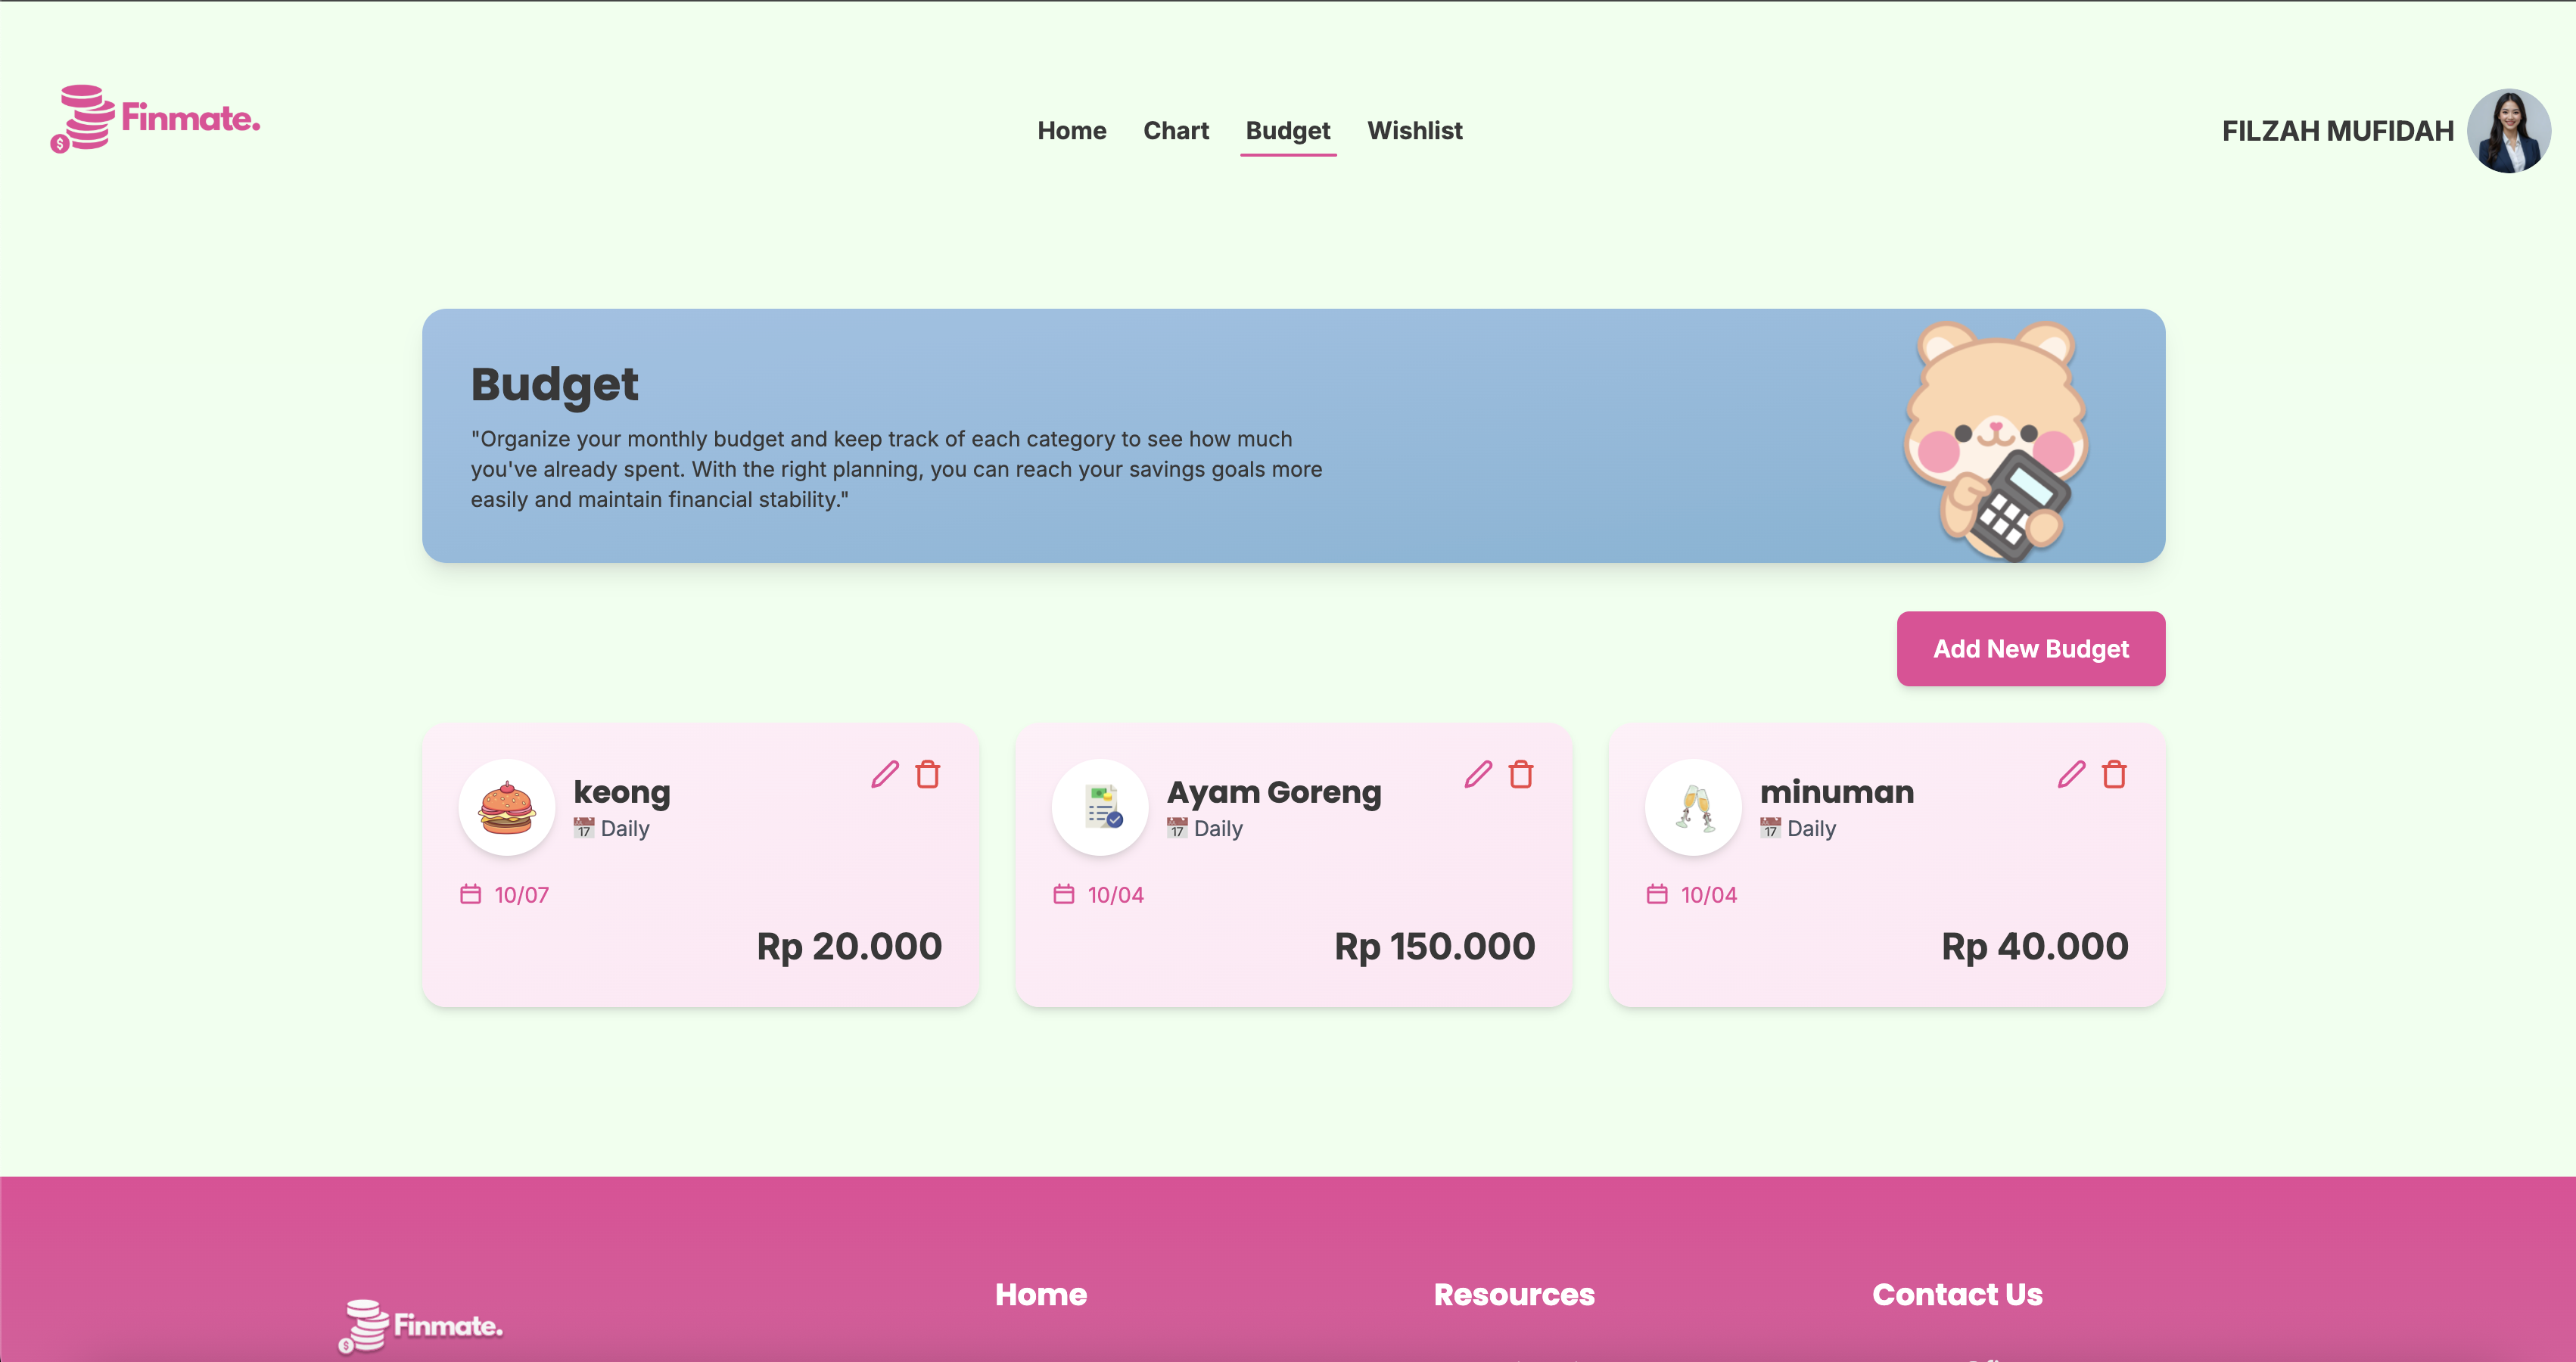 Finmate.
Home Chart Budget Wishlist
FILZAH MUFIDAH
Budget
"Organize your monthly budget and keep track of each category to see how much
you've already spent. With the right planning, you can reach your savings goals more
easily and maintain financial stability."
Add New Budget
keong
17 Daily
10/07
Rp 20.000
Ayam Goreng
17 Daily
10/04
Rp 150.000
minuman
17 Daily
10/04
Rp 40.000
Finmate.
Home
Resources
Contact Us